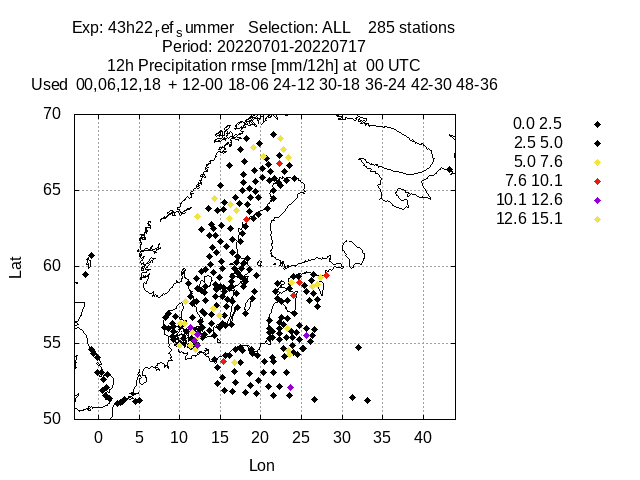 Exp: 43h22refsummer Selection: ALL 285 stations
Period: 20220701-20220717
12h Precipitation rmse [mm/12h] at 00 UTC
Used 00,06,12,18 + 12-00 18-06 24-12 30-18 36-24 42-30 48-36
70
65
60
55
50
Lat
0 5 10 15 20 25 30 35 40
Lon
0.0 2.5
2.5 5.0
5.0 7.6
7.6 10.1
10.1 12.6
12.6 15.1